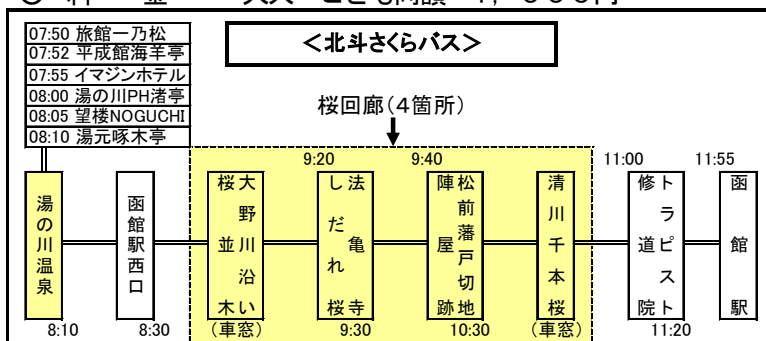 07:50 旅館一乃松
07:52 平成館海羊亭
07:55 イマジンホテル
08:00 湯の川PH渚亭
08:05 望楼NOGUCHI
08:10 湯元啄木亭
<北斗さくらバス>
桜回廊(4箇所)
9:20
9:40
11:00
11:55
湯の川温泉
函館駅西口
大野川沿い
桜並木
法亀寺
しだれ桜
松前藩戸切地
陣屋跡
清川千本桜
トラピスト
修道院
函館駅
8:10
8:30
(車窓)
9:30
10:30
(車窓)
11:20